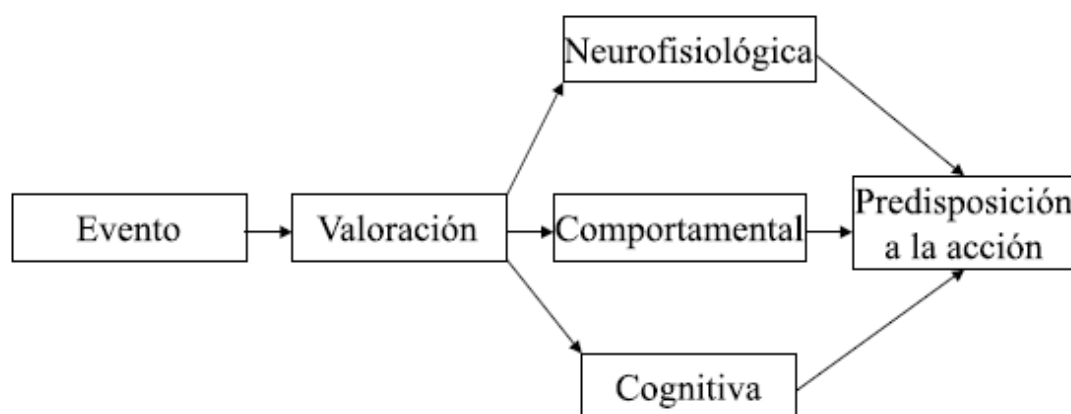 Neurofisiológica
Evento
Valoración
Comportamental
Predisposición
a la acción
Cognitiva